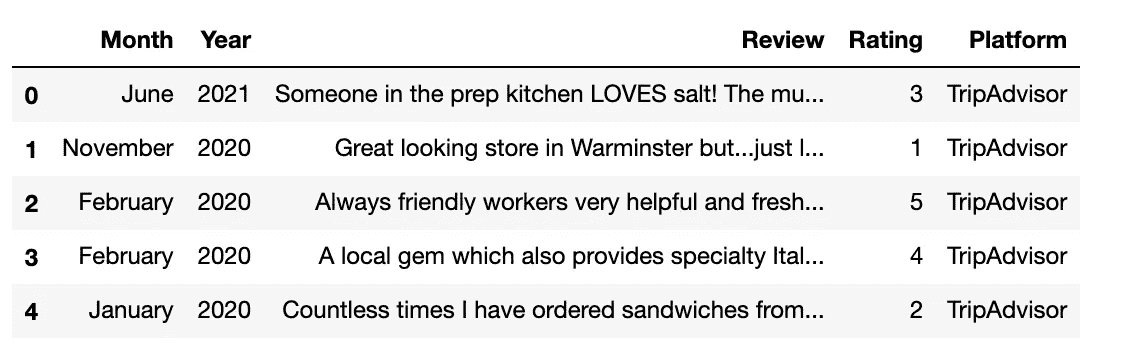 Month Year Review Rating Platform
0 June 2021 Someone in the prep kitchen LOVES salt! The mu... 3 TripAdvisor
1 November 2020 Great looking store in Warminster but...just I... 1 TripAdvisor
2 February 2020 Always friendly workers very helpful and fresh... 5 TripAdvisor
3 February 2020 A local gem which also provides specialty Ital... 4 TripAdvisor
4 January 2020 Countless times I have ordered sandwiches from... 2 TripAdvisor